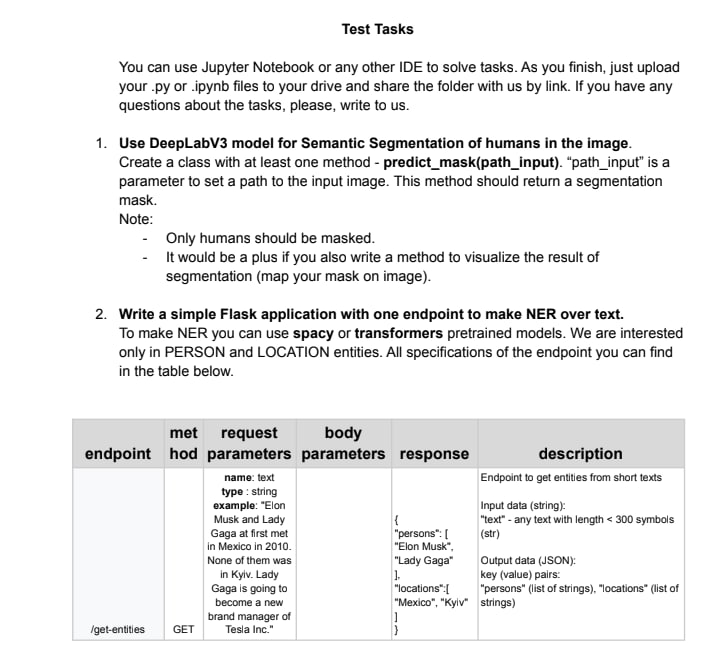 Test Tasks
You can use Jupyter Notebook or any other IDE to solve tasks. As you finish, just upload
your .py or .ipynb files to your drive and share the folder with us by link. If you have any
questions about the tasks, please, write to us.
1. Use DeepLabV3 model for Semantic Segmentation of humans in the image.
Create a class with at least one method - predict_mask(path_input). “path_input” is a
parameter to set a path to the input image. This method should return a segmentation
mask.
Note:
- Only humans should be masked.
- It would be a plus if you also write a method to visualize the result of
segmentation (map your mask on image).
2. Write a simple Flask application with one endpoint to make NER over text.
To make NER you can use spacy or transformers pretrained models. We are interested
only in PERSON and LOCATION entities. All specifications of the endpoint you can find
in the table below.
endpoint
met
hod
request
parameters
body
parameters
response
description
/get-entities
GET
name: text
type : string
example: "Elon
Musk and Lady
Gaga at first met
in Mexico in 2010.
None of them was
in Kyiv. Lady
Gaga is going to
become a new
brand manager of
Tesla Inc."
{
"persons": [
"Elon Musk",
"Lady Gaga"
],
"locations":[
"Mexico", "Kyiv"
]
}
Endpoint to get entities from short texts
Input data (string):
"text" - any text with length < 300 symbols
(str)
Output data (JSON):
key (value) pairs:
"persons" (list of strings), "locations" (list of
strings)